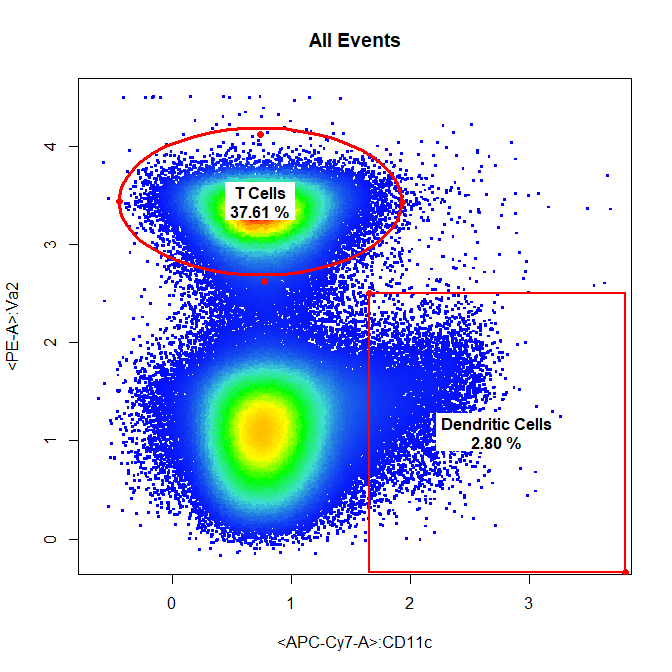 All Events
<PE-A>:Va2
4
3
2
1
0
T Cells
37.61 %
Dendritic Cells
2.80 %
0 1 2 3
<APC-Cy7-A>:CD11c